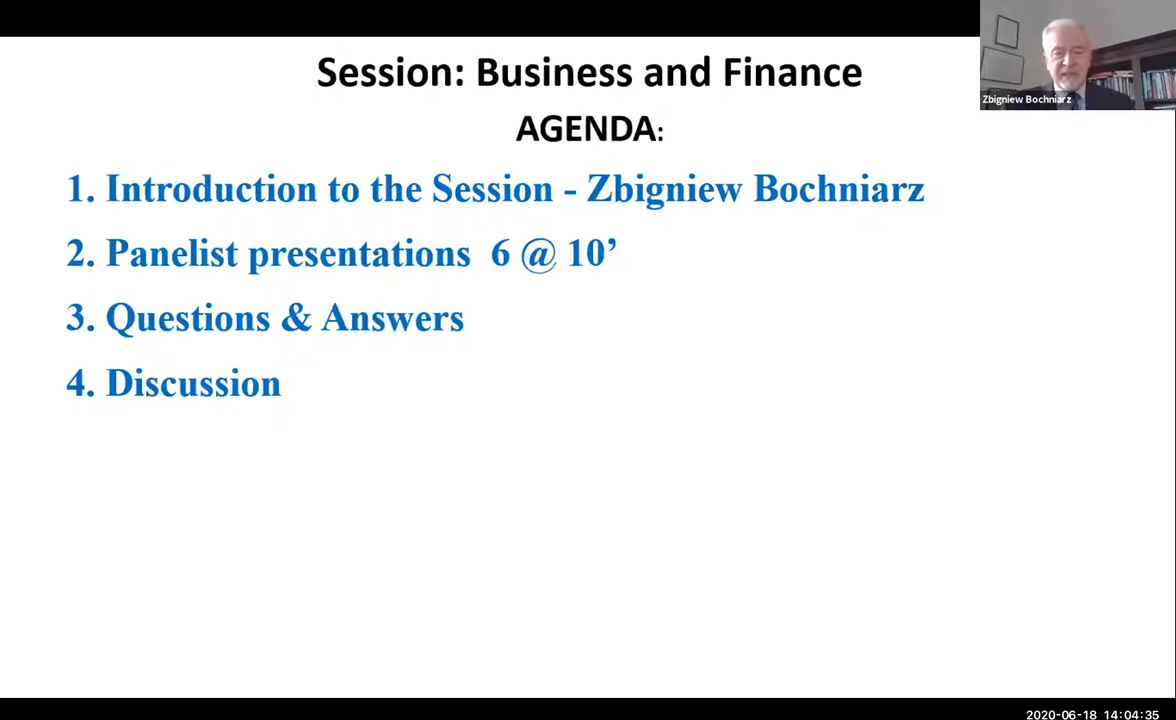 Session: Business and Finance
Zbigniew Bochniarz
AGENDA:
1. Introduction to the Session - Zbigniew Bochniarz
2. Panelist presentations 6 @ 10’
3. Questions & Answers
4. Discussion
2020-06-18 14:04:35